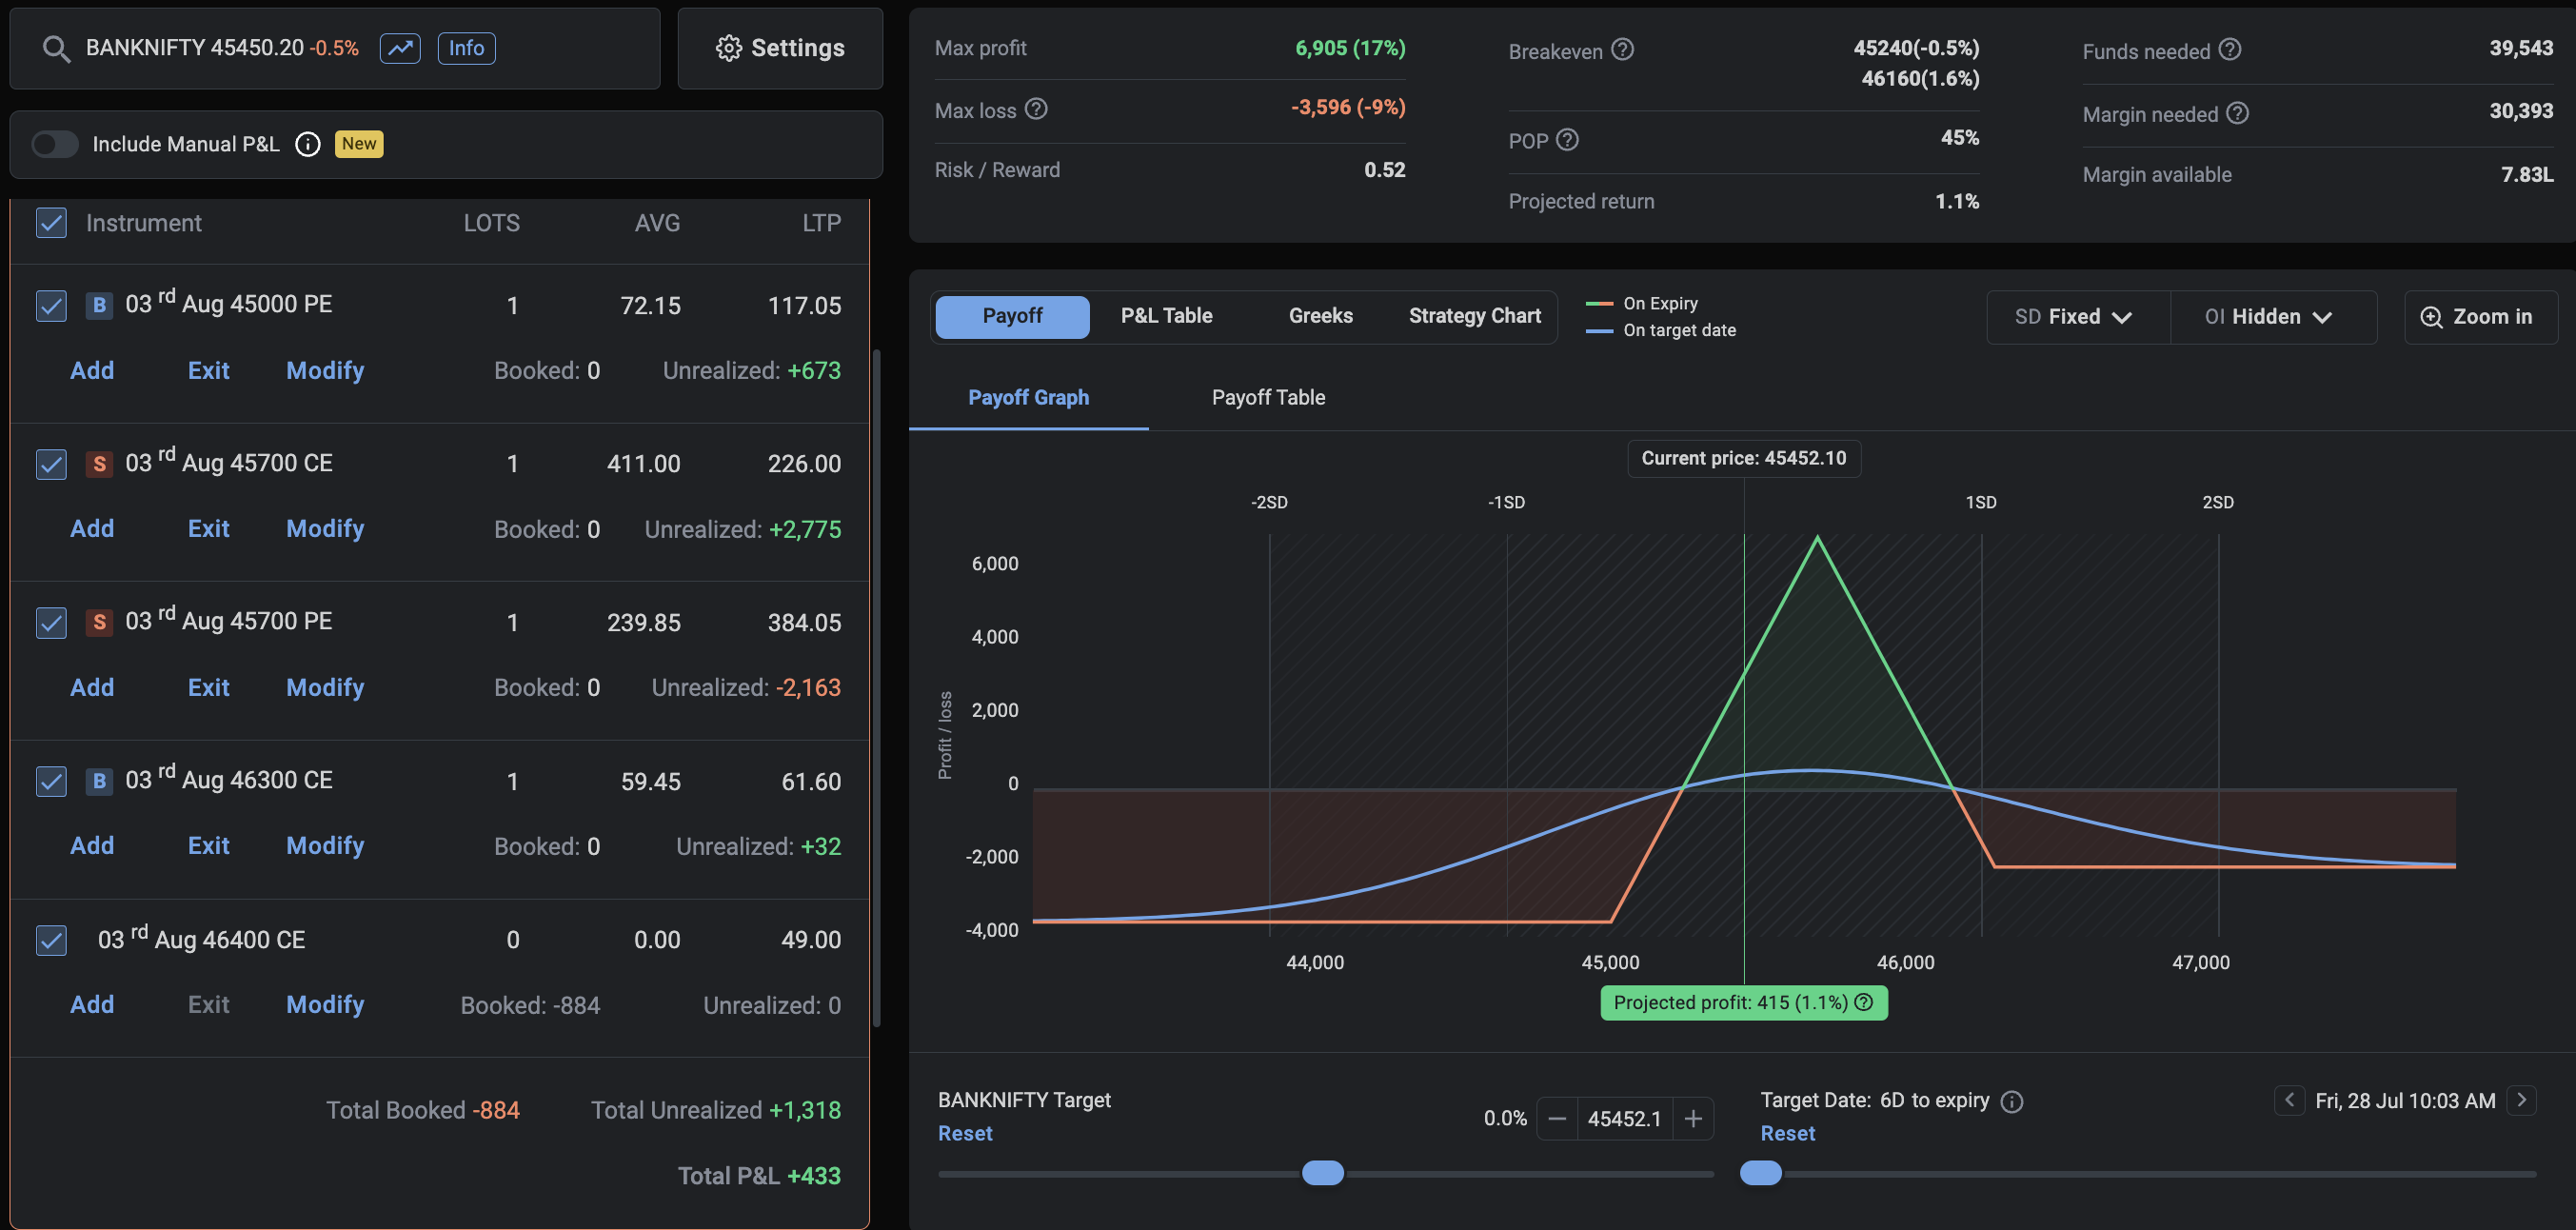 BANKNIFTY 45450.20 -0.5% Info
Settings
Include Manual P&L New
Instrument LOTS AVG LTP
B 03 rd Aug 45000 PE 1 72.15 117.05
Add Exit Modify Booked: 0 Unrealized: +673
S 03 rd Aug 45700 CE 1 411.00 226.00
Add Exit Modify Booked: 0 Unrealized: +2,775
S 03 rd Aug 45700 PE 1 239.85 384.05
Add Exit Modify Booked: 0 Unrealized: -2,163
B 03 rd Aug 46300 CE 1 59.45 61.60
Add Exit Modify Booked: 0 Unrealized: +32
03 rd Aug 46400 CE 0 0.00 49.00
Add Exit Modify Booked: -884 Unrealized: 0
Total Booked -884 Total Unrealized +1,318
Total P&L +433
Max profit 6,905 (17%)
Max loss -3,596 (-9%)
Risk / Reward 0.52
Breakeven 45240(-0.5%)
46160(1.6%)
POP 45%
Projected return 1.1%
Funds needed 39,543
Margin needed 30,393
Margin available 7.83L
Payoff P&L Table Greeks Strategy Chart
On Expiry
On target date
SD Fixed OI Hidden Zoom in
Payoff Graph Payoff Table
Current price: 45452.10
-2SD -1SD 1SD 2SD
Profit / loss
6,000
4,000
2,000
0
-2,000
-4,000
44,000 45,000 46,000 47,000
Projected profit: 415 (1.1%)
BANKNIFTY Target
Reset
0.0% − 45452.1 +
Target Date: 6D to expiry
Reset
Fri, 28 Jul 10:03 AM